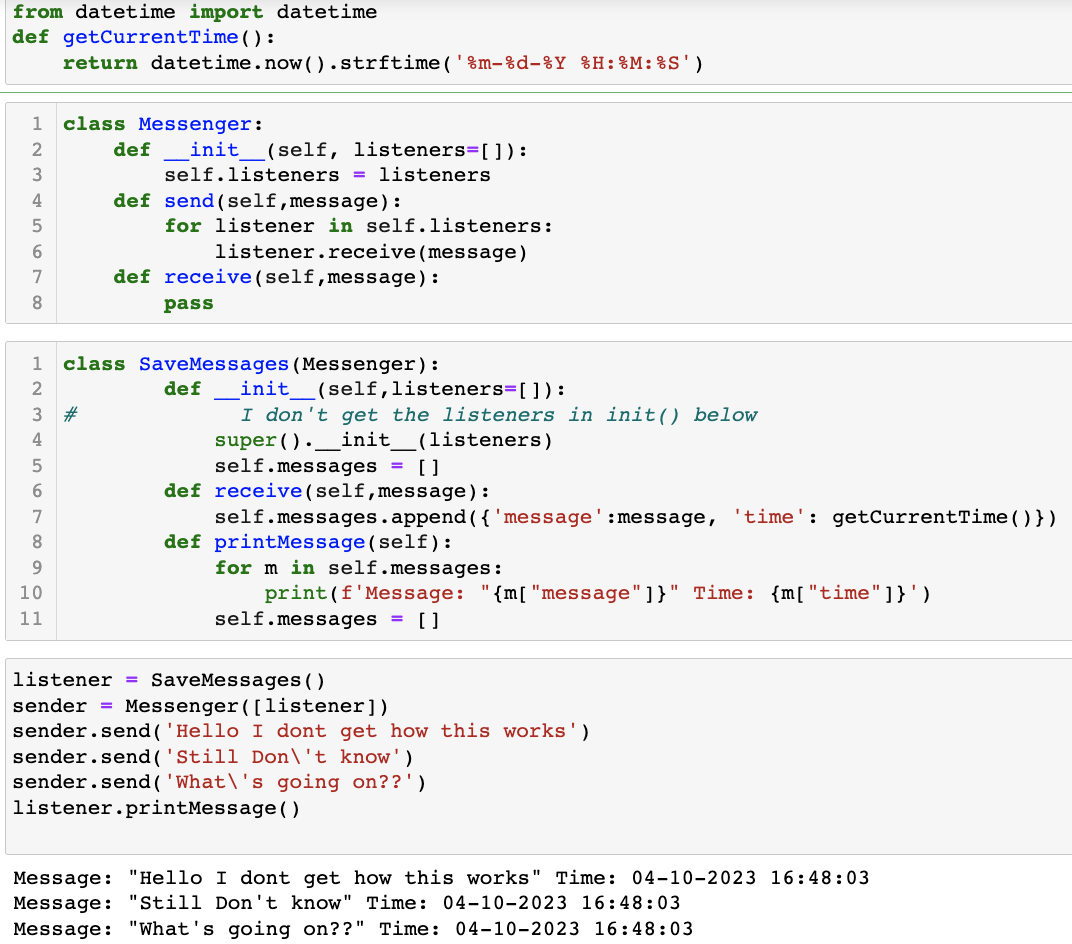 from datetime import datetime
def getCurrentTime():
    return datetime.now().strftime('%m-%d-%Y %H:%M:%S')
1 class Messenger:
2     def __init__(self, listeners=[]):
3         self.listeners = listeners
4     def send(self,message):
5         for listener in self.listeners:
6             listener.receive(message)
7     def receive(self,message):
8         pass
1 class SaveMessages(Messenger):
2         def __init__(self,listeners=[]):
3 #             I don't get the listeners in init() below
4             super().__init__(listeners)
5             self.messages = []
6         def receive(self,message):
7             self.messages.append({'message':message, 'time': getCurrentTime()})
8         def printMessage(self):
9             for m in self.messages:
10                 print(f'Message: "{m["message"]}" Time: {m["time"]}')
11             self.messages = []
listener = SaveMessages()
sender = Messenger([listener])
sender.send('Hello I dont get how this works')
sender.send('Still Don\'t know')
sender.send('What\'s going on??')
listener.printMessage()
Message: "Hello I dont get how this works" Time: 04-10-2023 16:48:03
Message: "Still Don't know" Time: 04-10-2023 16:48:03
Message: "What's going on??" Time: 04-10-2023 16:48:03